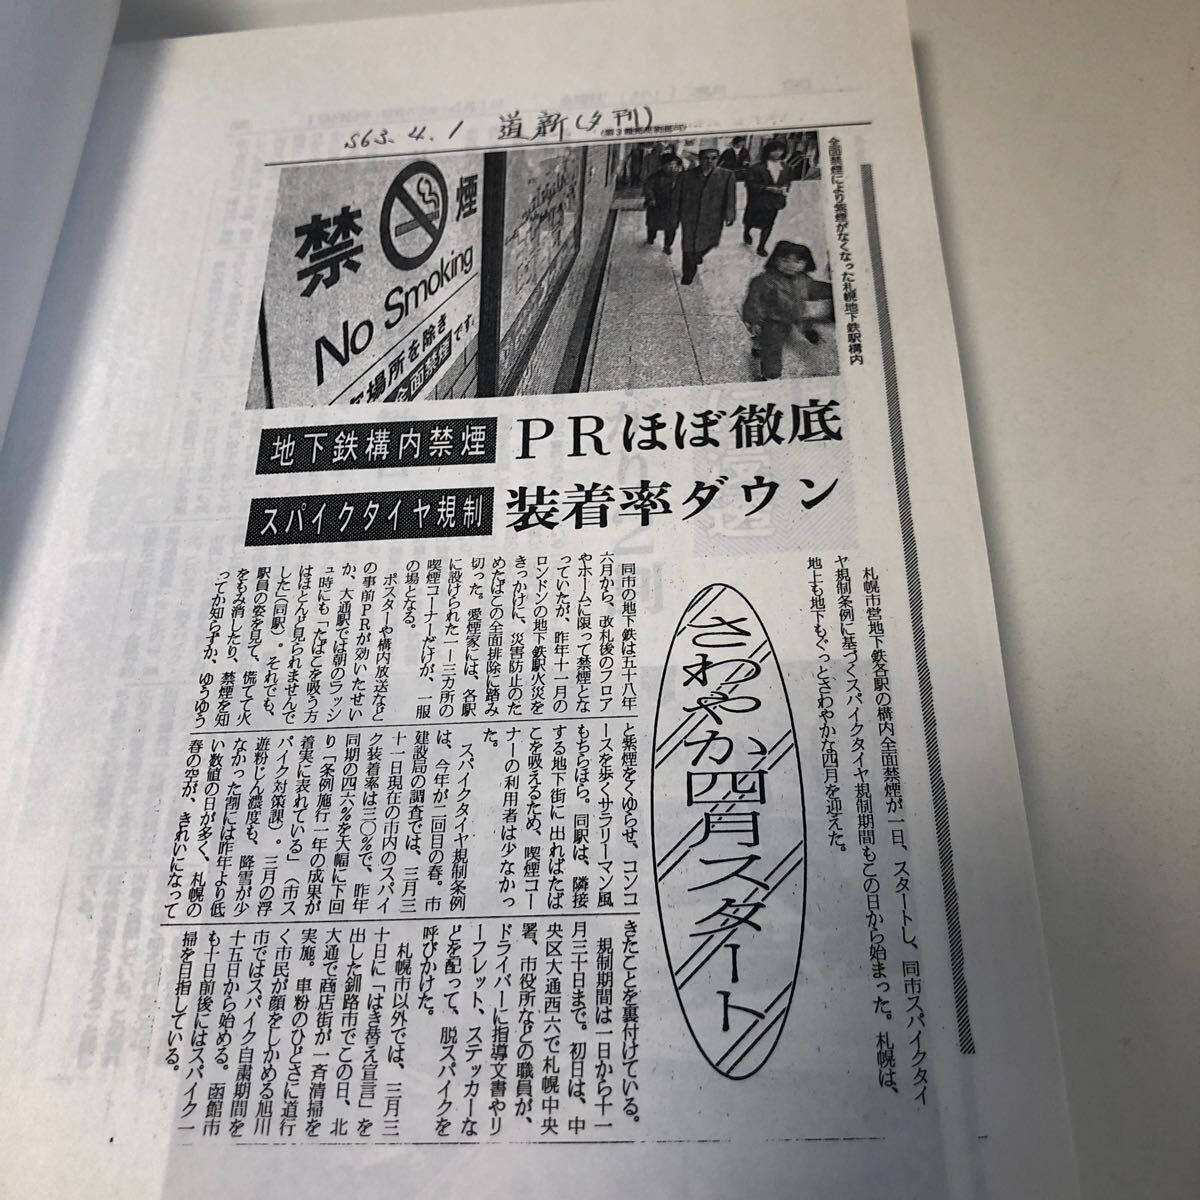 S63.4.1 道新(夕刊)
禁煙
No Smoking
場所を除き
全面禁煙です。
全面禁煙により紫煙がなくなった札幌地下鉄駅構内
地下鉄構内禁煙
PRほぼ徹底
スパイクタイヤ規制
装着率ダウン
さわやか四月スタート
札幌市営地下鉄各駅の構内全面禁煙が一日、スタートし、同市スパイクタイ
ヤ規制条例に基づくスパイクタイヤ規制期間もこの日から始まった。札幌は、
地上も地下もぐっとさわやかな四月を迎えた。
同市の地下鉄は五十八年
六月から、改札後のフロア
やホームに限って禁煙とな
っていたが、昨年十一月の
ロンドンの地下鉄駅火災を
きっかけに、災害防止のた
めたばこの全面排除に踏み
切った。愛煙家には、各駅
に設けられた一―三カ所の
喫煙コーナーだけが、一服
の場となる。
ポスターや構内放送など
の事前PRが効いたせい
か、大通駅では朝のラッシ
ュ時にも「たばこを吸う方
はほとんど見られませんで
した」(同駅)。それでも、
駅員の姿を見て、慌てて火
をもみ消したり、禁煙を知
ってか知らずか、ゆうゆう
と紫煙をくゆらせ、コンコ
ースを歩くサラリーマン風
もちらほら。同駅は、隣接
する地下街に出ればたば
こを吸えるため、喫煙コー
ナーの利用者は少なかっ
た。
スパイクタイヤ規制条例
は、今年が二回目の春。市
建設局の調査では、三月三
十一日現在の市内のスパイ
ク装着率は三〇%で、昨年
同期の四六%を大幅に下回
り「条例施行一年の成果が
着実に表れている」(市ス
パイク対策課)。三月の浮
遊粉じん濃度も、降雪が少
なかった割には昨年より低
い数値の日が多く、札幌の
春の空が、きれいになって
きたことを裏付けている。
規制期間は一日から十一
月三十日まで。初日は、中
央区大通西六で札幌中央
署、市役所などの職員が、
ドライバーに指導文書やリ
ーフレット、ステッカーな
どを配って、脱スパイクを
呼びかけた。
札幌市以外では、三月三
十日に「はき替え宣言」を
出した釧路市でこの日、北
大通で商店街が一斉清掃を
実施。車粉のひどさに道行
く市民が顔をしかめる旭川
市ではスパイク自粛期間を
十五日から始める。函館市
も十日前後にはスパイク一
掃を目指している。